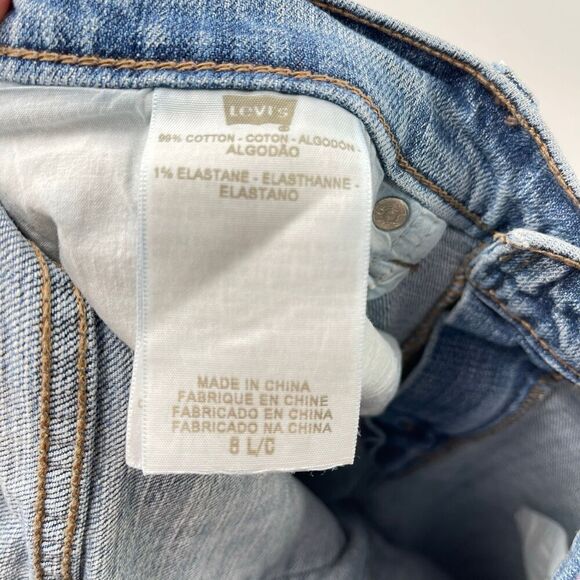 Levi's
99% COTTON - COTON - ALGODÓN -
ALGODÃO
1% ELASTANE - ELASTHANNE -
ELASTANO
MADE IN CHINA
FABRIQUE EN CHINE
FABRICADO EN CHINA
FABRICADO NA CHINA
8 L/C